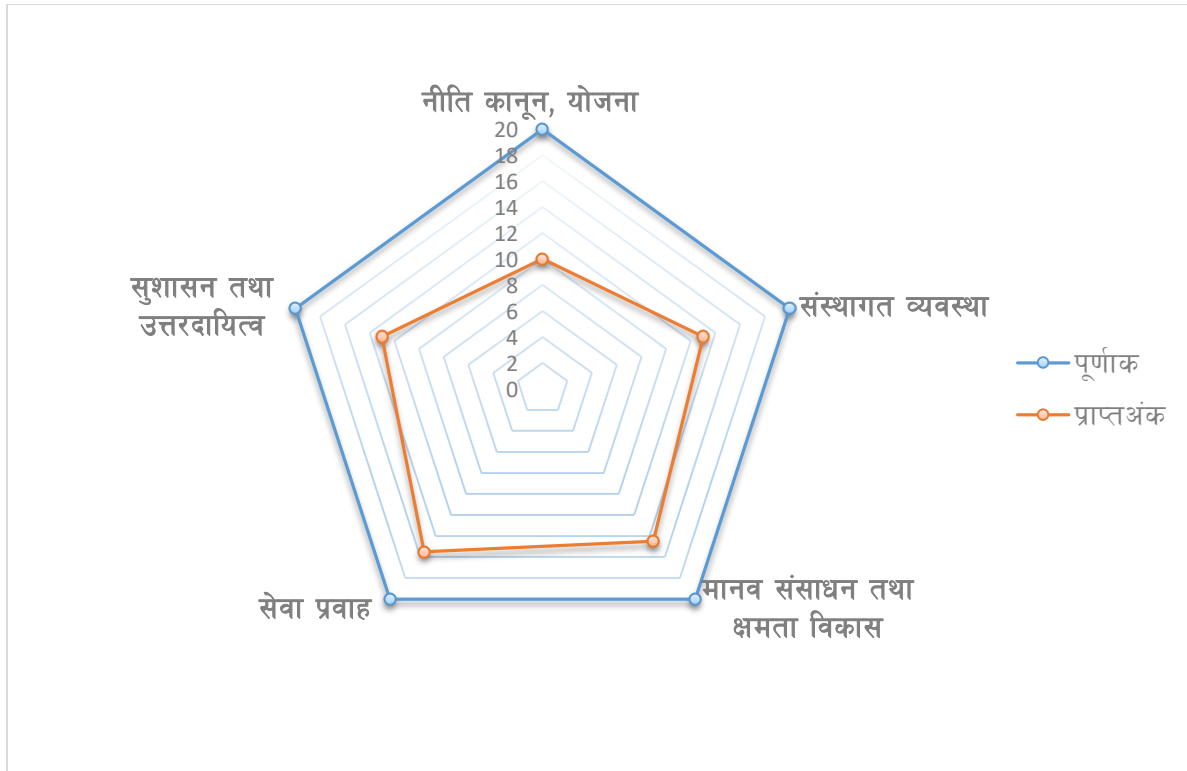 नीति कानून, योजना
20
18
16
14
12
10
8
6
4
2
0
सुशासन तथा
उत्तरदायित्व
संस्थागत व्यवस्था
पूर्णाक
प्राप्तअंक
सेवा प्रवाह
मानव संसाधन तथा
क्षमता विकास